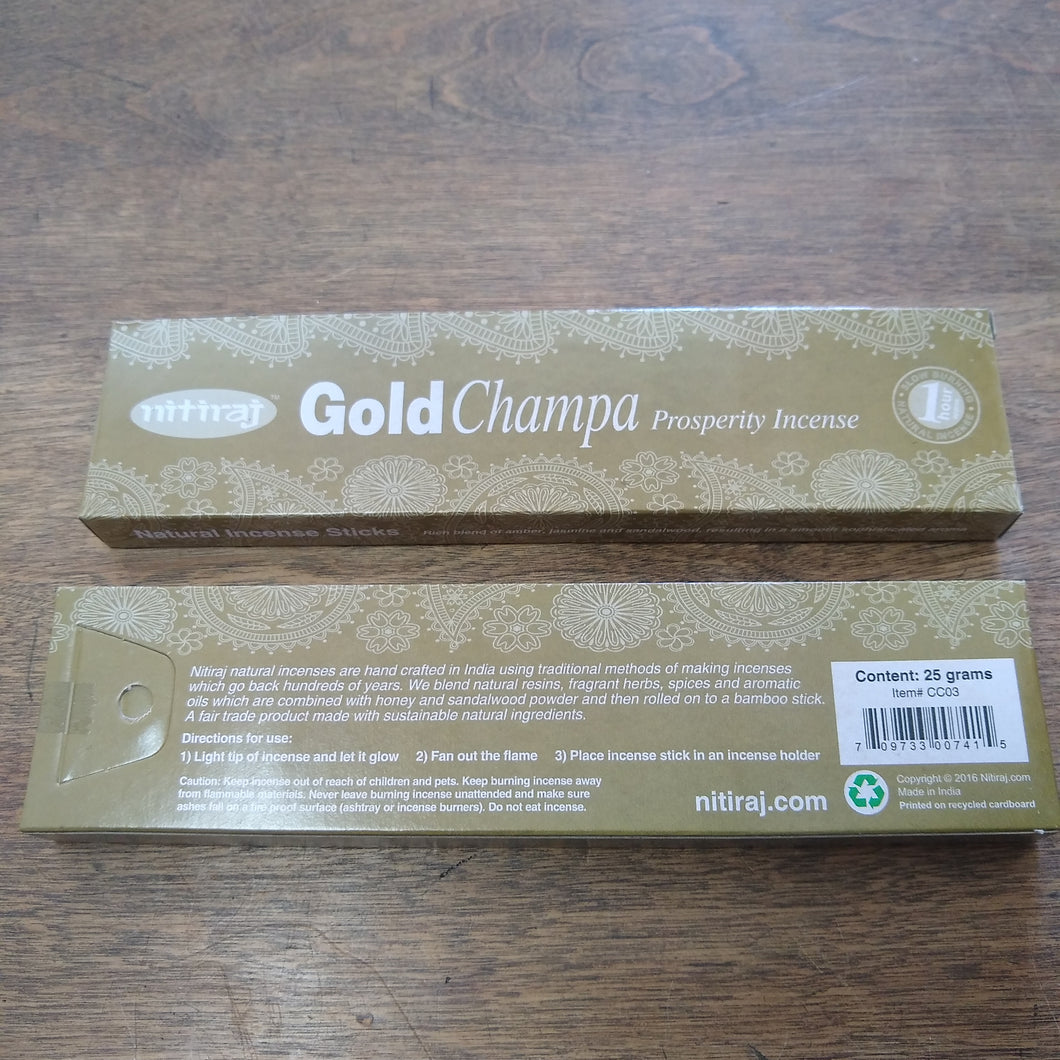 nitiraj™
Gold Champa Prosperity Incense
SLOW BURNING
1
hour
NATURAL INCENSE
Natural Incense Sticks
Rich blend of amber, jasmine and sandalwood resulting in a
Nitiraj natural incenses are hand crafted in India using traditional methods of making incenses
which go back hundreds of years. We blend natural resins, fragrant herbs, spices and aromatic
oils which are combined with honey and sandalwood powder and then rolled on to a bamboo stick.
A fair trade product made with sustainable natural ingredients.
Directions for use:
1) Light tip of incense and let it glow 2) Fan out the flame 3) Place incense stick in an incense holder
Caution: Keep incense out of reach of children and pets. Keep burning incense away
from flammable materials. Never leave burning incense unattended and make sure
ashes fall on a fire proof surface (ashtray or incense burners). Do not eat incense.
nitiraj.com
Content: 25 grams
Item# CC03
7 09733 00741 5
Copyright © 2016 Nitiraj.com
Made in India
Printed on recycled cardboard